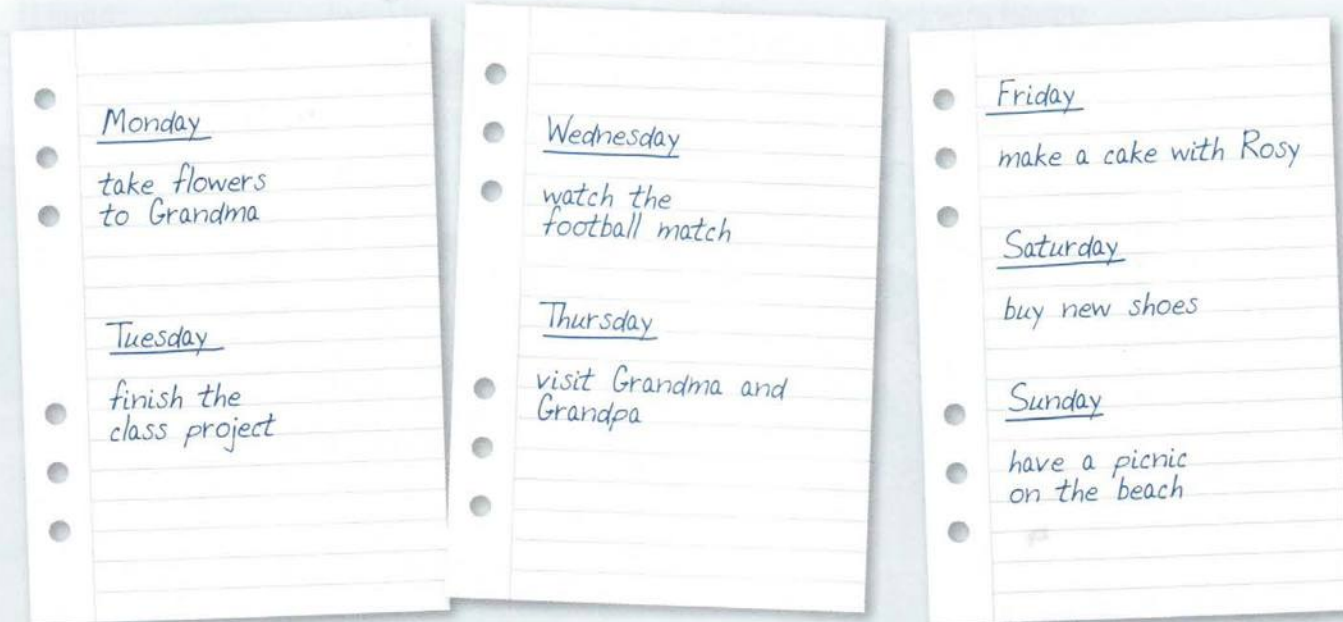 Monday
take flowers
to Grandma
Tuesday
finish the
class project
Wednesday
watch the
football match
Thursday
visit Grandma and
Grandpa
Friday
make a cake with Rosy
Saturday
buy new shoes
Sunday
have a picnic
on the beach